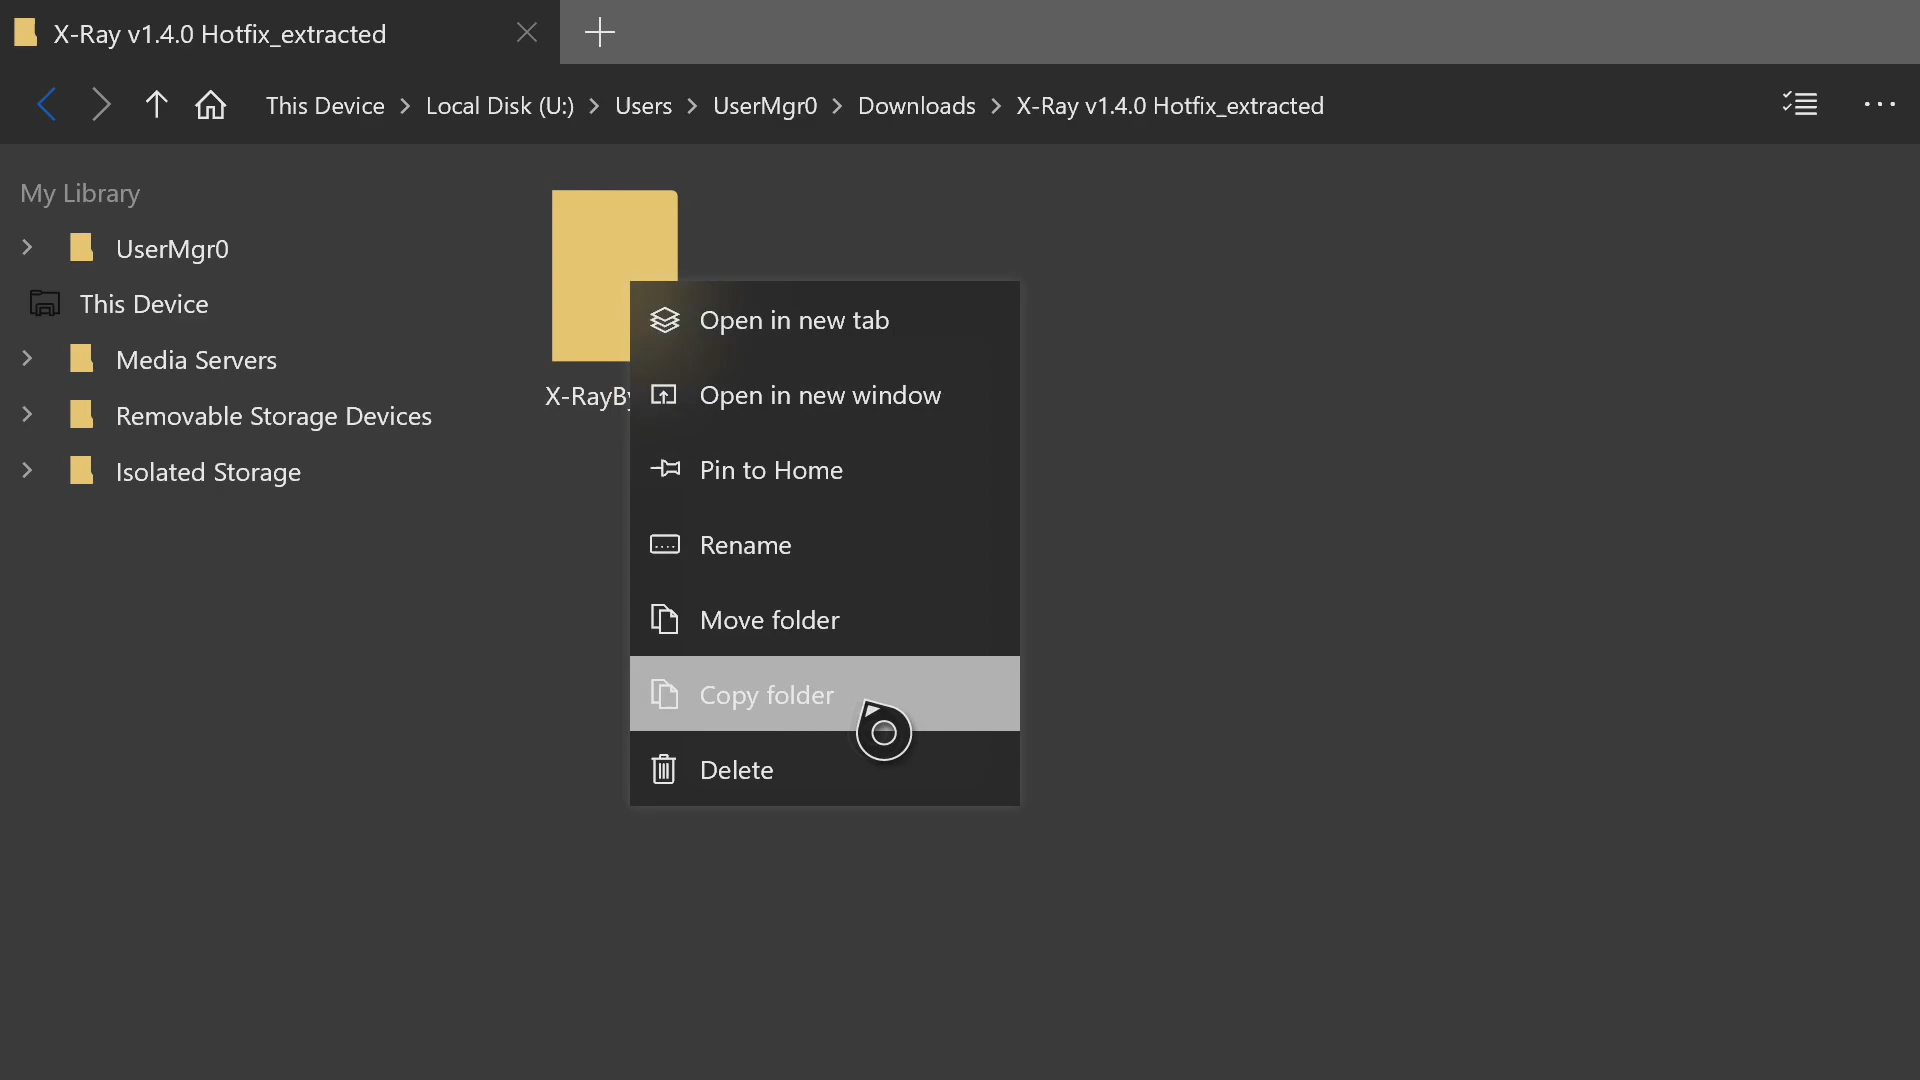 X-Ray v1.4.0 Hotfix_extracted
This Device > Local Disk (U:) > Users > UserMgr0 > Downloads > X-Ray v1.4.0 Hotfix_extracted
My Library
UserMgr0
This Device
Media Servers
Removable Storage Devices
Isolated Storage
X-RayBy
Open in new tab
Open in new window
Pin to Home
Rename
Move folder
Copy folder
Delete